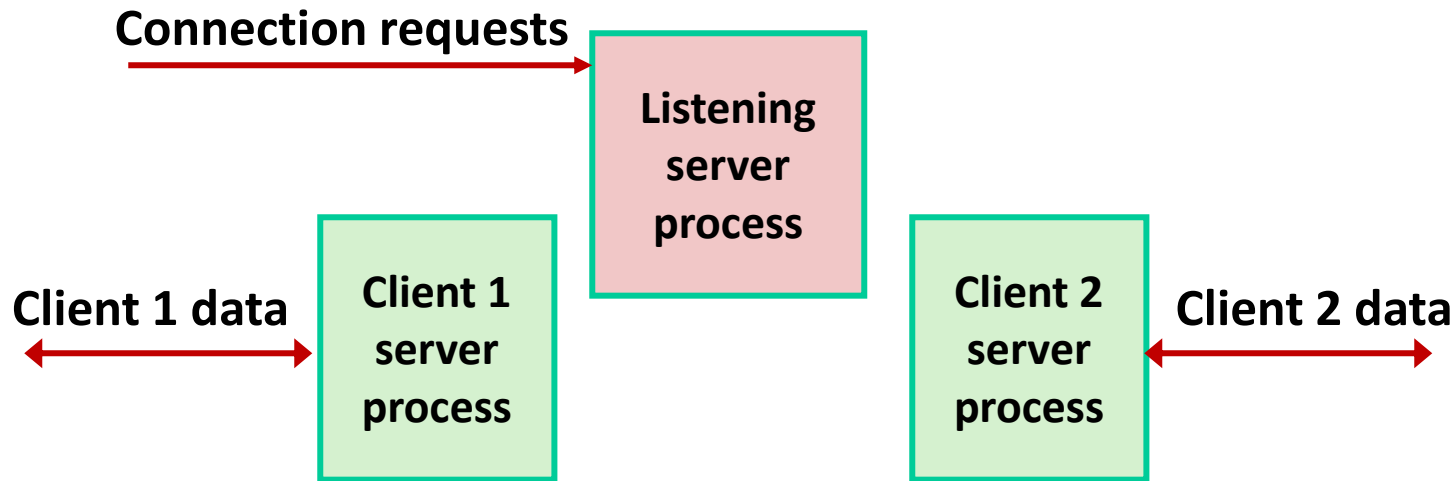 Connection requests
Listening
server
process
Client 1 data
Client 1
server
process
Client 2
server
process
Client 2 data